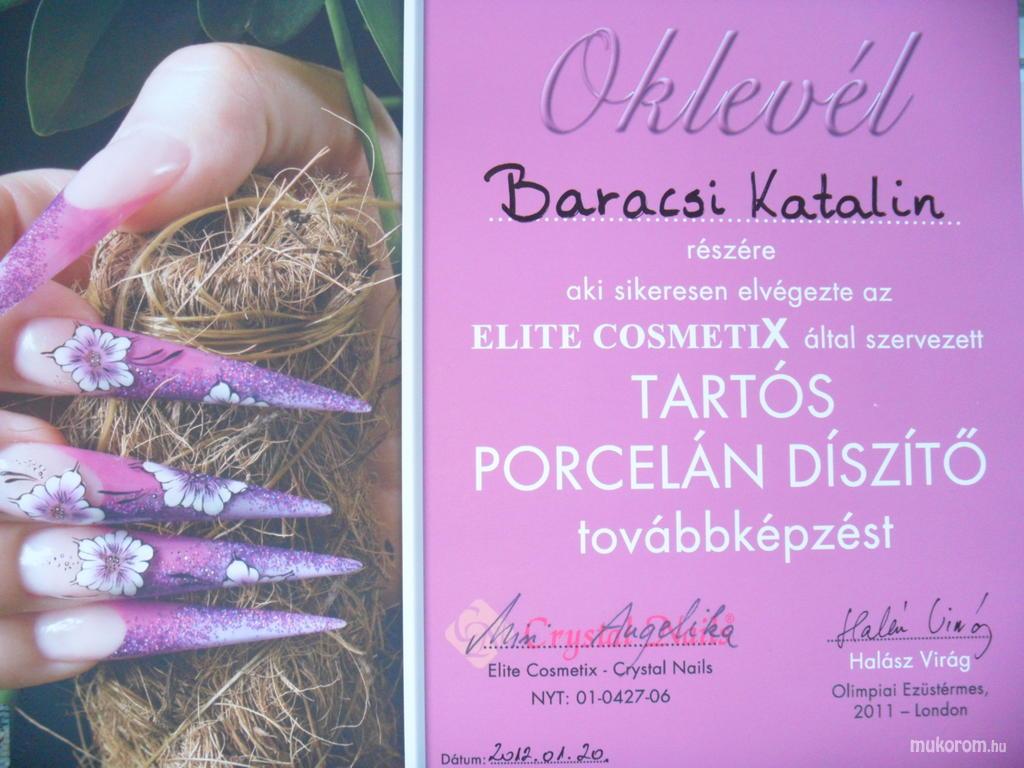 Oklevél
Baracsi Katalin
részére
aki sikeresen elvégezte az
ELITE COSMETIX által szervezett
TARTÓS
PORCELÁN DÍSZÍTŐ
továbbképzést
Angelika
Crystal Nails®
Elite Cosmetix - Crystal Nails
NYT: 01-0427-06
Halász Virág
Olimpiai Ezüstérmes,
2011 – London
Dátum: 2012.01.20.
mukorom.hu